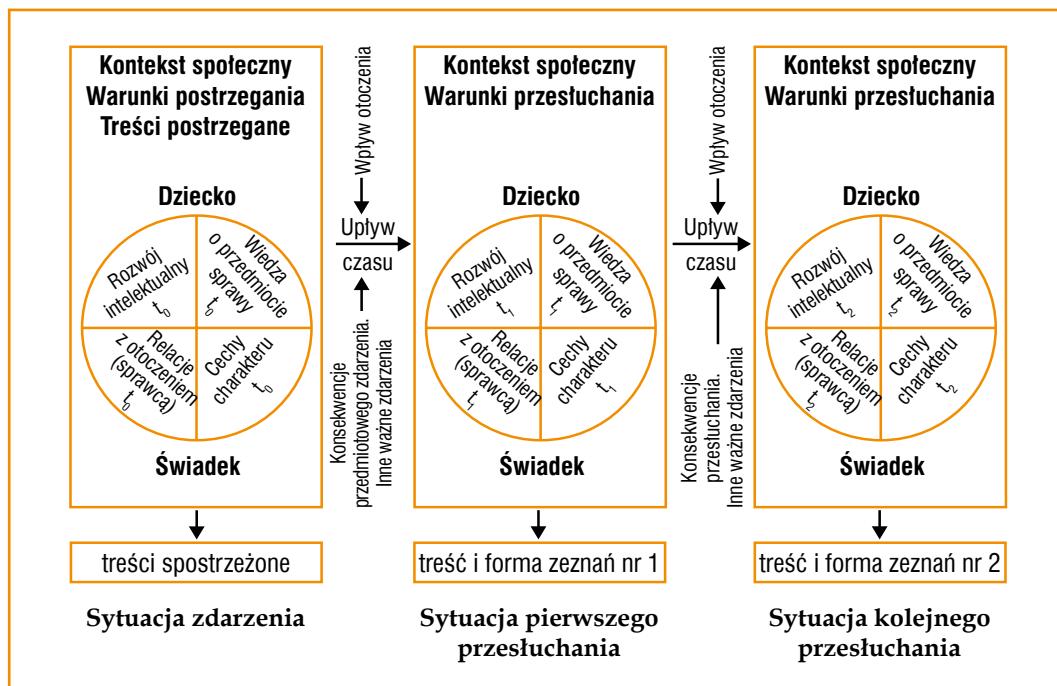 Kontekst społeczny
Warunki postrzegania
Treści postrzegane
Dziecko
Rozwój
intelektualny
t0
Wiedza
o przedmiocie
sprawy
t0
Relacje
z otoczeniem
(sprawcą)
t0
Cechy
charakteru
t0
Świadek
treści spostrzeżone
Sytuacja zdarzenia
Wpływ otoczenia
Upływ
czasu
Konsekwencje
przedmiotowego zdarzenia.
Inne ważne zdarzenia
Kontekst społeczny
Warunki przesłuchania
Dziecko
Rozwój
intelektualny
t1
Wiedza
o przedmiocie
sprawy
t1
Relacje
z otoczeniem
(sprawcą)
t1
Cechy
charakteru
t1
Świadek
treść i forma zeznań nr 1
Sytuacja pierwszego
przesłuchania
Wpływ otoczenia
Upływ
czasu
Konsekwencje
przesłuchania.
Inne ważne zdarzenia
Kontekst społeczny
Warunki przesłuchania
Dziecko
Rozwój
intelektualny
t2
Wiedza
o przedmiocie
sprawy
t2
Relacje
z otoczeniem
(sprawcą)
t2
Cechy
charakteru
t2
Świadek
treść i forma zeznań nr 2
Sytuacja kolejnego
przesłuchania